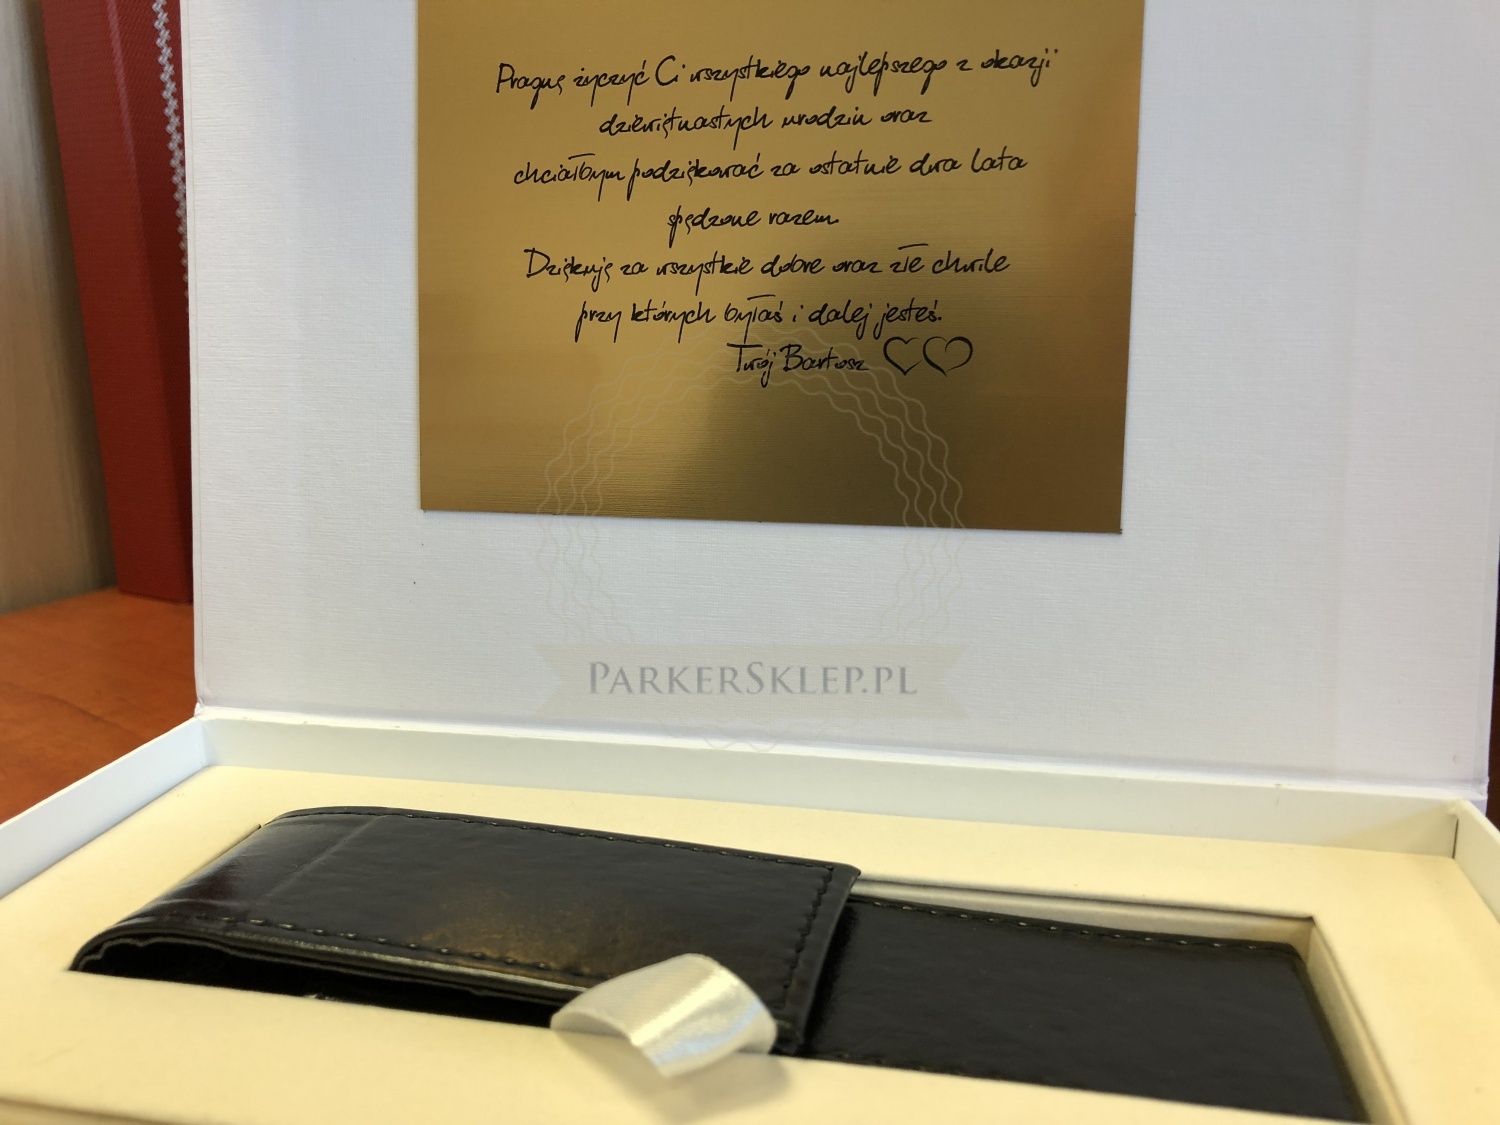 Pragnę życzyć Ci wszystkiego najlepszego z okazji
dziewiętnastych urodzin oraz
chciałbym podziękować za ostatnie dwa lata
spędzone razem.
Dziękuję za wszystkie dobre oraz złe chwile
przy których byłaś i dalej jesteś.
Twój Bartosz
ParkerSklep.pl